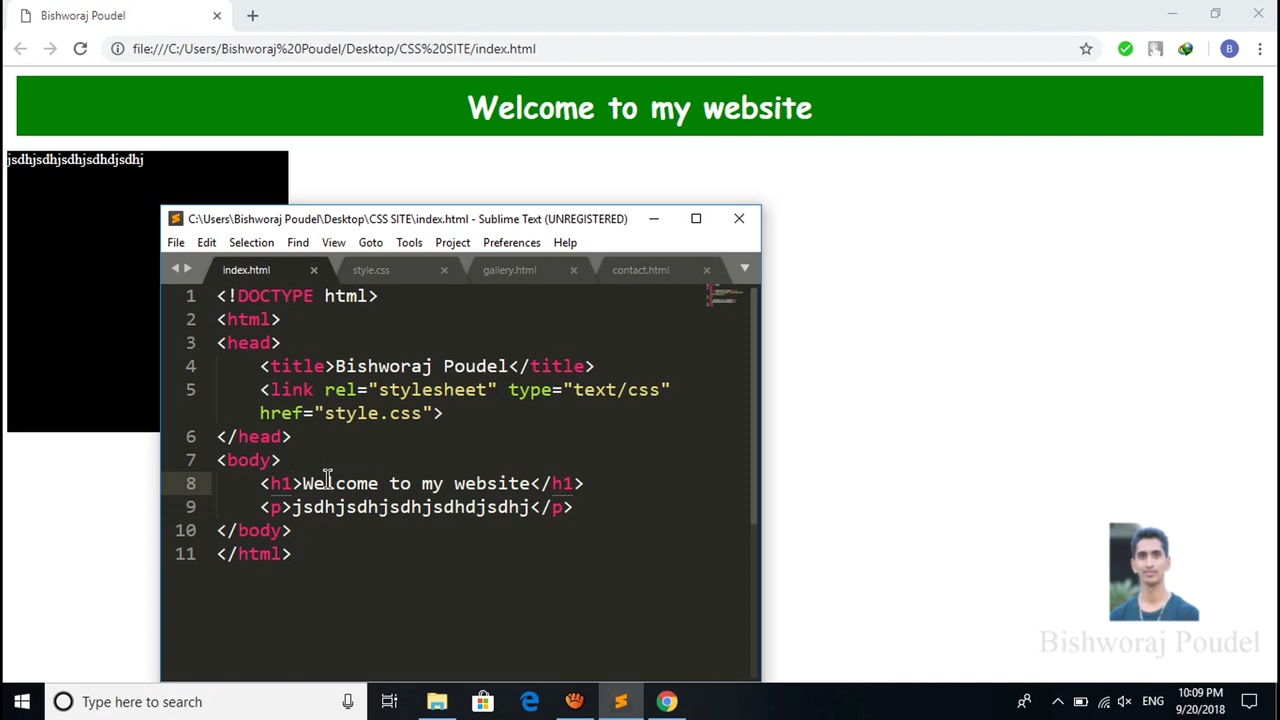 Bishworaj Poudel
file:///C:/Users/Bishworaj%20Poudel/Desktop/CSS%20SITE/index.html
B
Welcome to my website
jsdhjsdhjsdhjsdhdjsdhj
C:\Users\Bishworaj Poudel\Desktop\CSS SITE\index.html - Sublime Text (UNREGISTERED)
File Edit Selection Find View Goto Tools Project Preferences Help
index.html style.css gallery.html contact.html
1 <!DOCTYPE html>
2 <html>
3 <head>
4 <title>Bishworaj Poudel</title>
5 <link rel="stylesheet" type="text/css"
href="style.css">
6 </head>
7 <body>
8 <h1>Welcome to my website</h1>
9 <p>jsdhjsdhjsdhjsdhdjsdhj</p>
10 </body>
11 </html>
Bishworaj Poudel
Type here to search
ENG
10:09 PM
9/20/2018